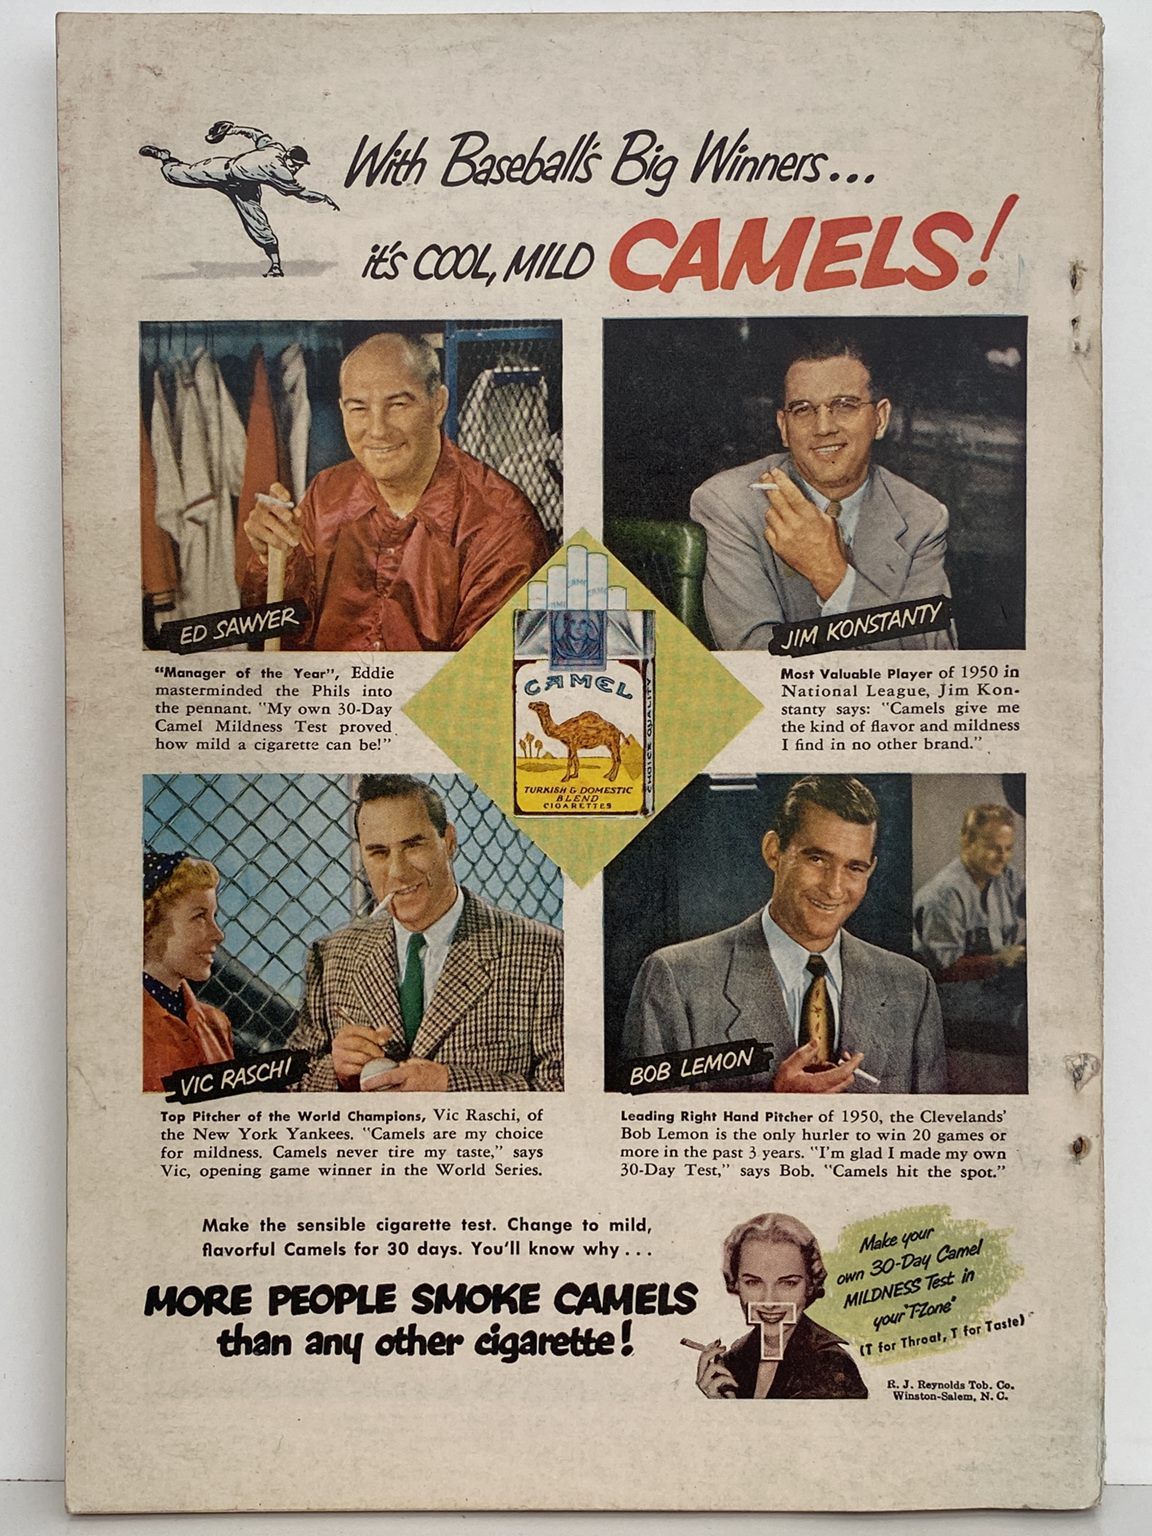 With Baseball's Big Winners...
it's COOL, MILD CAMELS!
ED SAWYER
JIM KONSTANTY
"Manager of the Year", Eddie
masterminded the Phils into
the pennant. "My own 30-Day
Camel Mildness Test proved
how mild a cigarette can be!"
Most Valuable Player of 1950 in
National League, Jim Kon-
stanty says: "Camels give me
the kind of flavor and mildness
I find in no other brand."
CAMEL
CAMEL
CAMEL
CHOICE QUALITY
TURKISH & DOMESTIC
BLEND
CIGARETTES
VIC RASCHI
BOB LEMON
Top Pitcher of the World Champions, Vic Raschi, of
the New York Yankees. "Camels are my choice
for mildness. Camels never tire my taste," says
Vic, opening game winner in the World Series.
Leading Right Hand Pitcher of 1950, the Clevelands'
Bob Lemon is the only hurler to win 20 games or
more in the past 3 years. "I'm glad I made my own
30-Day Test," says Bob. "Camels hit the spot."
Make the sensible cigarette test. Change to mild,
flavorful Camels for 30 days. You'll know why...
MORE PEOPLE SMOKE CAMELS
than any other cigarette!
T
Make your
own 30-Day Camel
MILDNESS Test in
your "T-Zone"
(T for Throat, T for Taste)
R. J. Reynolds Tob. Co.
Winston-Salem, N. C.